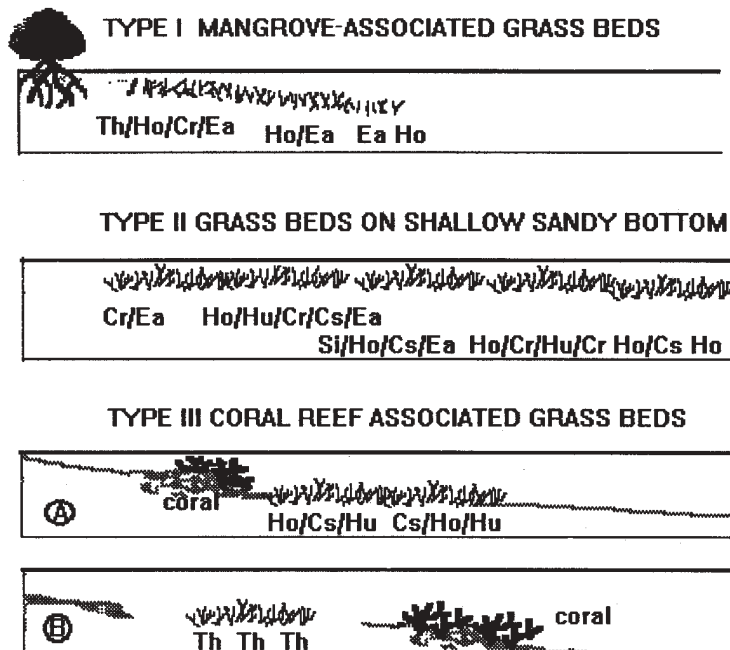 TYPE I MANGROVE-ASSOCIATED GRASS BEDS
Th/Ho/Cr/Ea Ho/Ea Ea Ho
TYPE II GRASS BEDS ON SHALLOW SANDY BOTTOM
Cr/Ea Ho/Hu/Cr/Cs/Ea
Si/Ho/Cs/Ea Ho/Cr/Hu/Cr Ho/Cs Ho
TYPE III CORAL REEF ASSOCIATED GRASS BEDS
coral
A
Ho/Cs/Hu Cs/Ho/Hu
coral
B
Th Th Th